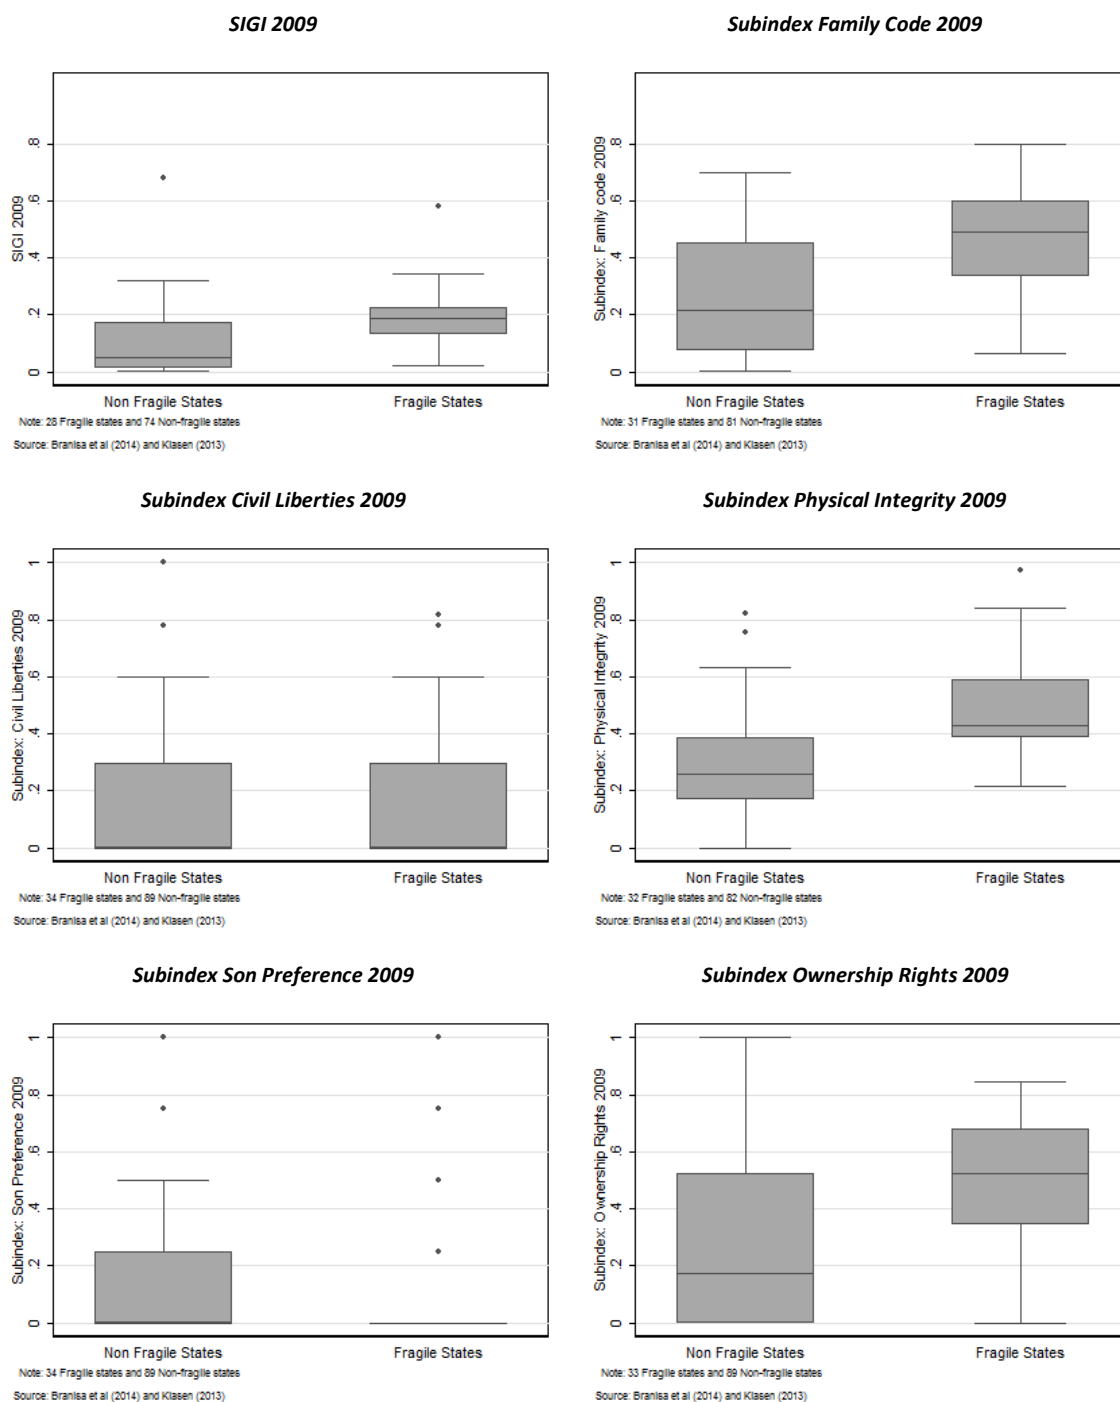 SIGI 2009
Subindex Family Code 2009
SIGI 2009
0 .2 .4 .6 .8
Non Fragile States Fragile States
Note: 28 Fragile states and 74 Non-fragile states
Source: Branisa et al (2014) and Klasen (2013)
Subindex: Family code 2009
0 .2 .4 .6 .8
Non Fragile States Fragile States
Note: 31 Fragile states and 81 Non-fragile states
Source: Branisa et al (2014) and Klasen (2013)
Subindex Civil Liberties 2009
Subindex Physical Integrity 2009
Subindex: Civil Liberties 2009
0 .2 .4 .6 .8 1
Non Fragile States Fragile States
Note: 34 Fragile states and 89 Non-fragile states
Source: Branisa et al (2014) and Klasen (2013)
Subindex: Physical Integrity 2009
0 .2 .4 .6 .8 1
Non Fragile States Fragile States
Note: 32 Fragile states and 82 Non-fragile states
Source: Branisa et al (2014) and Klasen (2013)
Subindex Son Preference 2009
Subindex Ownership Rights 2009
Subindex: Son Preference 2009
0 .2 .4 .6 .8 1
Non Fragile States Fragile States
Note: 34 Fragile states and 89 Non-fragile states
Source: Branisa et al (2014) and Klasen (2013)
Subindex: Ownership Rights 2009
0 .2 .4 .6 .8 1
Non Fragile States Fragile States
Note: 33 Fragile states and 89 Non-fragile states
Source: Branisa et al (2014) and Klasen (2013)